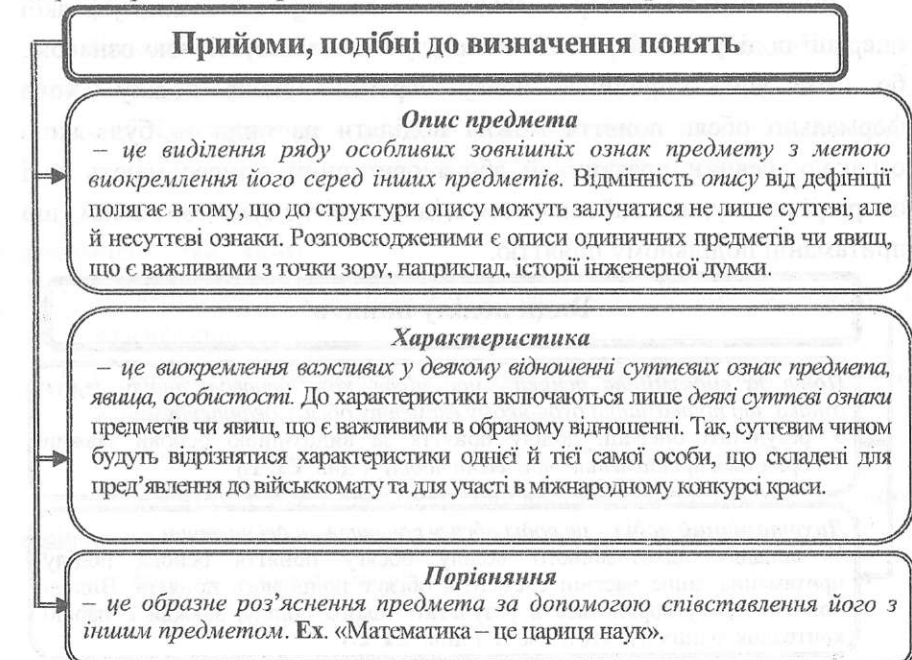 Прийоми, подібні до визначення понять
Опис предмета
– це виділення ряду особливих зовнішніх ознак предмету з метою
виокремлення його серед інших предметів. Відмінність опису від дефініції
полягає в тому, що до структури опису можуть залучатися не лише суттєві, але
й несуттєві ознаки. Розповсюдженими є описи одиничних предметів чи явищ,
що є важливими з точки зору, наприклад, історії інженерної думки.
Характеристика
– це виокремлення важливих у деякому відношенні суттєвих ознак предмета,
явища, особистості. До характеристики включаються лише деякі суттєві ознаки
предметів чи явищ, що є важливими в обраному відношенні. Так, суттєвим чином
будуть відрізнятися характеристики однієї й тієї самої особи, що складені для
пред’явлення до військкомату та для участі в міжнародному конкурсі краси.
Порівняння
– це образне роз’яснення предмета за допомогою співставлення його з
іншим предметом. Ex. «Математика – це цариця наук».